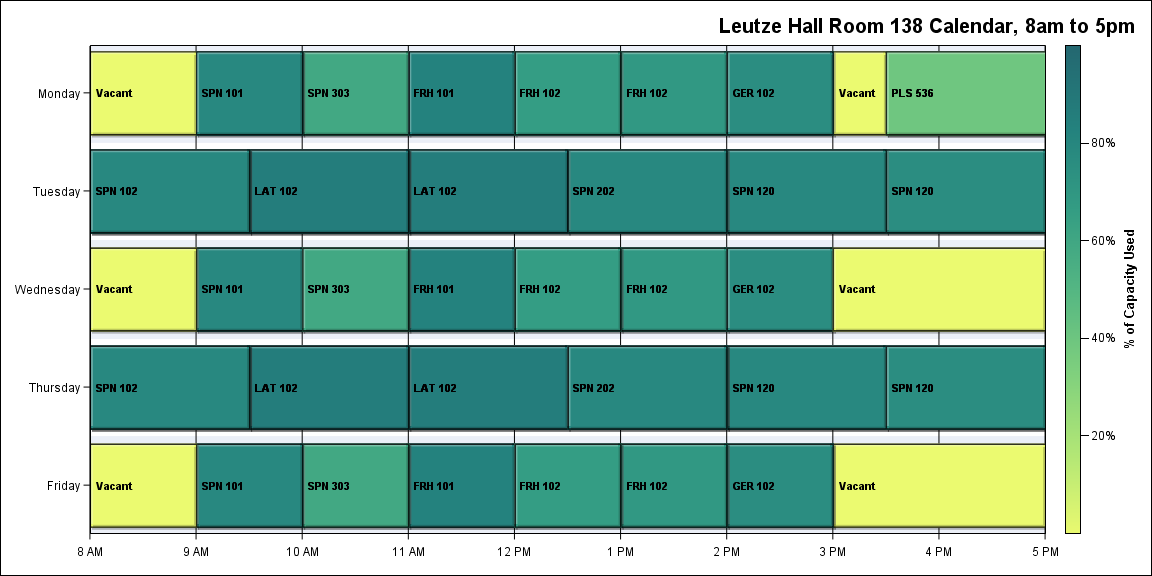 Leutze Hall Room 138 Calendar, 8am to 5pm
Monday
Vacant
SPN 101
SPN 303
FRH 101
FRH 102
FRH 102
GER 102
Vacant
PLS 536
Tuesday
SPN 102
LAT 102
LAT 102
SPN 202
SPN 120
SPN 120
Wednesday
Vacant
SPN 101
SPN 303
FRH 101
FRH 102
FRH 102
GER 102
Vacant
Thursday
SPN 102
LAT 102
LAT 102
SPN 202
SPN 120
SPN 120
Friday
Vacant
SPN 101
SPN 303
FRH 101
FRH 102
FRH 102
GER 102
Vacant
8 AM
9 AM
10 AM
11 AM
12 PM
1 PM
2 PM
3 PM
4 PM
5 PM
80%
60%
40%
20%
% of Capacity Used